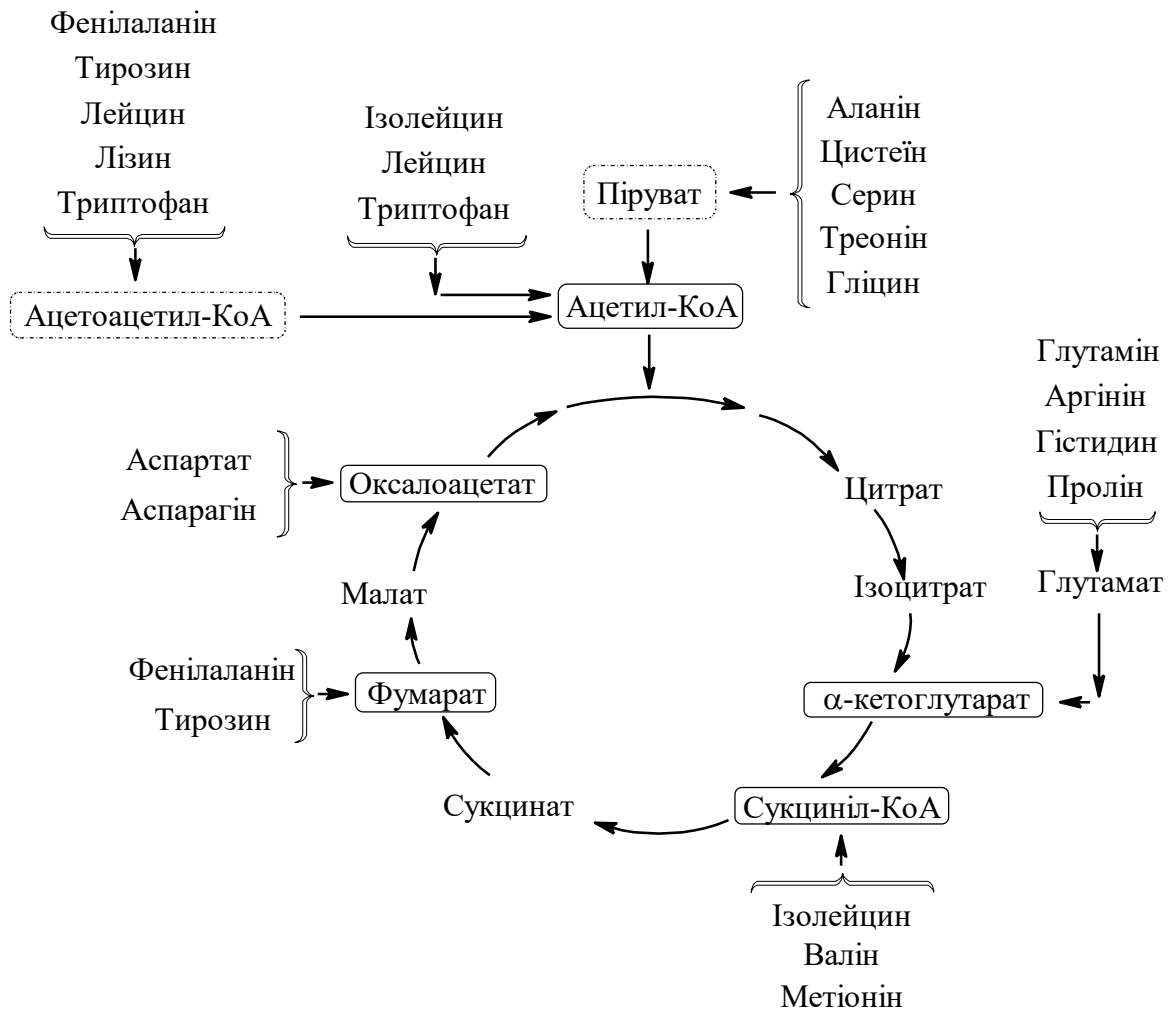 Фенілаланін
Тирозин
Лейцин
Лізин
Триптофан
Ізолейцин
Лейцин
Триптофан
Піруват
Аланін
Цистеїн
Серин
Треонін
Гліцин
Ацетоацетил-КоА
Ацетил-КоА
Глутамін
Аргінін
Гістидин
Пролін
Аспартат
Аспарагін
Оксалоацетат
Цитрат
Малат
Ізоцитрат
Глутамат
Фенілаланін
Тирозин
Фумарат
α-кетоглутарат
Сукцинат
Сукциніл-КоА
Ізолейцин
Валін
Метіонін